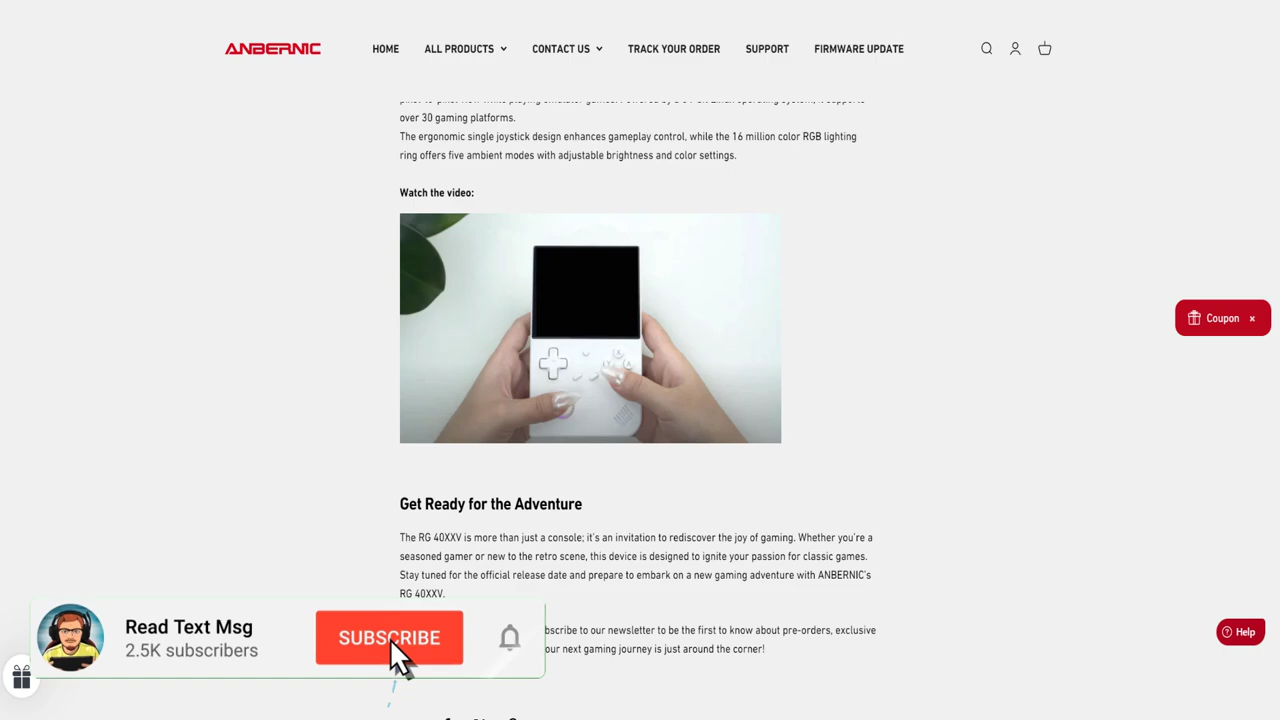 ANBERNIC
HOME
ALL PRODUCTS
CONTACT US
TRACK YOUR ORDER
SUPPORT
FIRMWARE UPDATE
over 30 gaming platforms.
The ergonomic single joystick design enhances gameplay control, while the 16 million color RGB lighting
ring offers five ambient modes with adjustable brightness and color settings.
Watch the video:
Coupon ×
Get Ready for the Adventure
The RG 40XXV is more than just a console; it's an invitation to rediscover the joy of gaming. Whether you're a
seasoned gamer or new to the retro scene, this device is designed to ignite your passion for classic games.
Stay tuned for the official release date and prepare to embark on a new gaming adventure with ANBERNIC's
RG 40XXV.
to our newsletter to be the first to know about pre-orders, exclusive
next gaming journey is just around the corner!
Read Text Msg
2.5K subscribers
SUBSCRIBE
Help